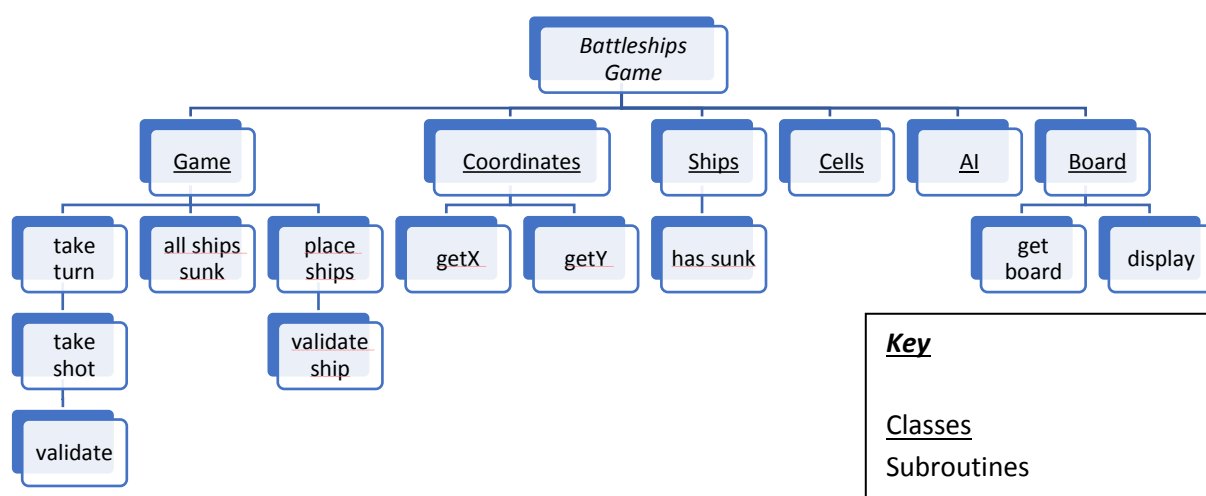 Battleships
Game
Game
Coordinates
Ships
Cells
AI
Board
take
turn
all ships
sunk
place
ships
getX
getY
has sunk
get
board
display
take
shot
validate
ship
validate
Key
Classes
Subroutines